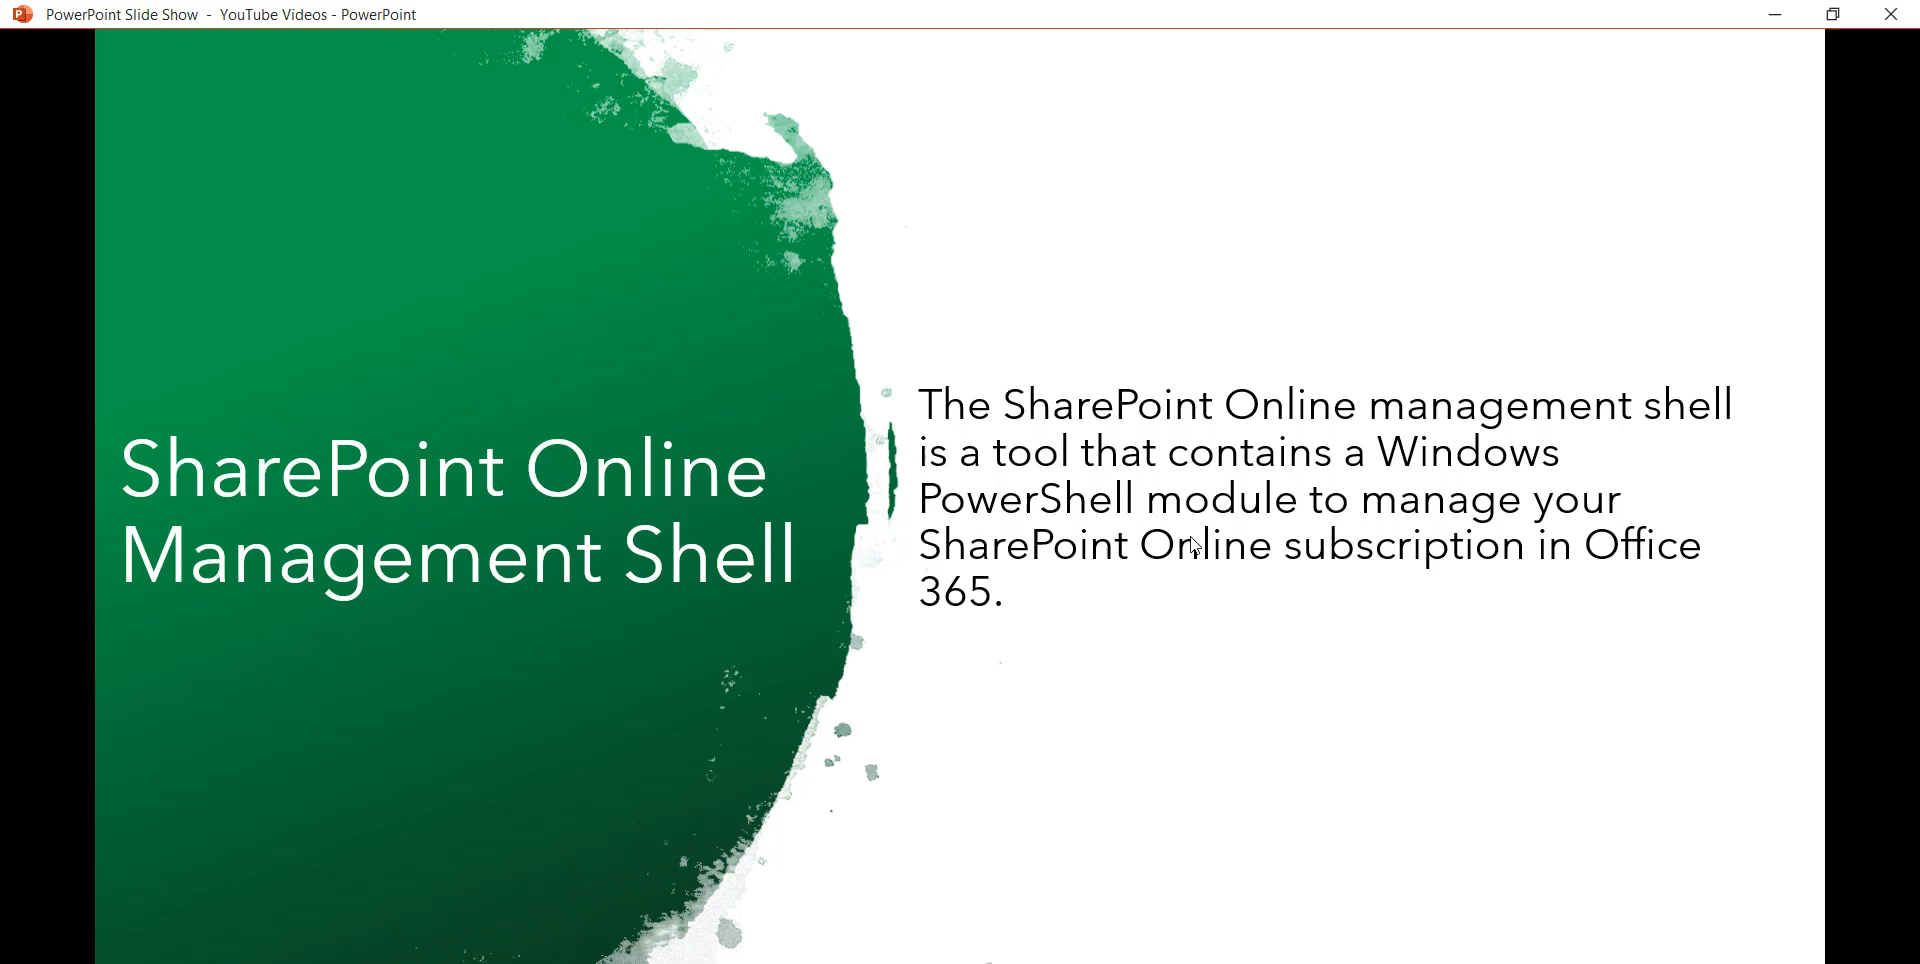 PowerPoint Slide Show - YouTube Videos - PowerPoint
SharePoint Online
Management Shell
The SharePoint Online management shell
is a tool that contains a Windows
PowerShell module to manage your
SharePoint Online subscription in Office
365.